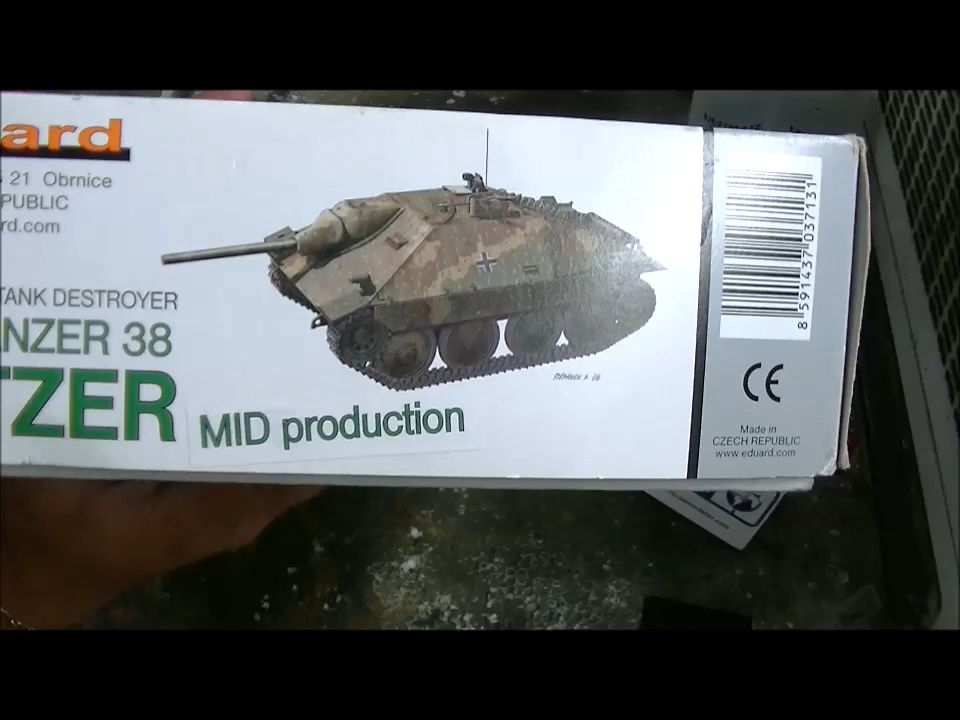 ard
21 Obrnice
PUBLIC
rd.com
TANK DESTROYER
NZER 38
ZER
MID production
8 591437 037131
CE
Made in
CZECH REPUBLIC
www.eduard.com